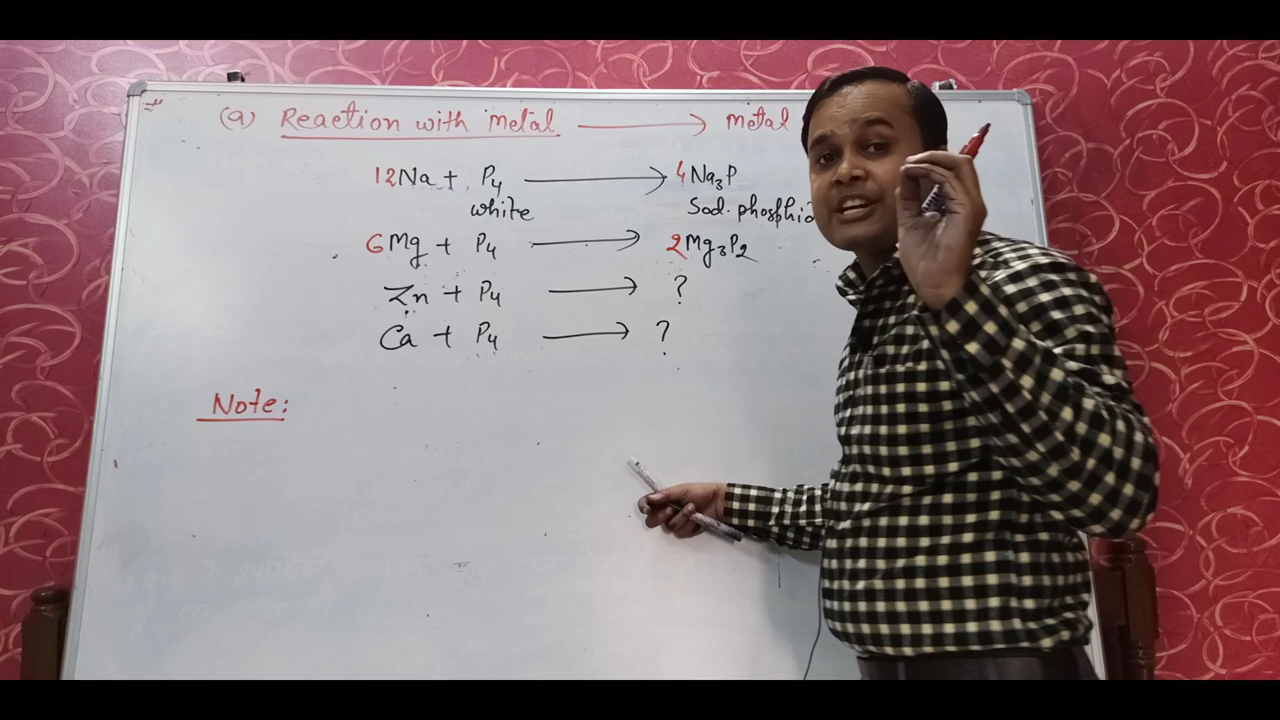 (a) Reaction with Metal ⟶ Metal
12Na + P₄ ⟶ 4Na₃P
white Sod. phosphi
6Mg + P₄ ⟶ 2Mg₃P₂
Zn + P₄ ⟶ ?
Ca + P₄ ⟶ ?
Note: